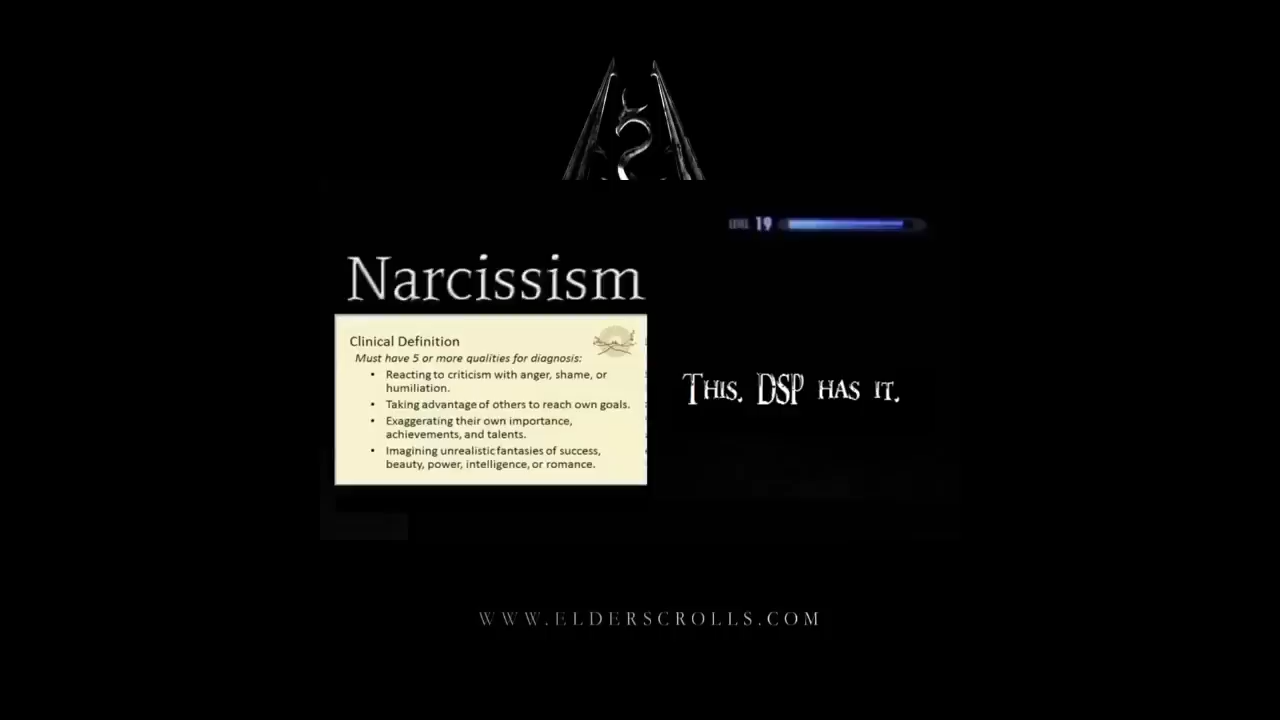 LEVEL 19
Narcissism
Clinical Definition
Must have 5 or more qualities for diagnosis:
• Reacting to criticism with anger, shame, or
humiliation.
• Taking advantage of others to reach own goals.
• Exaggerating their own importance,
achievements, and talents.
• Imagining unrealistic fantasies of success,
beauty, power, intelligence, or romance.
This. DSP has it.
WWW.ELDERSCROLLS.COM